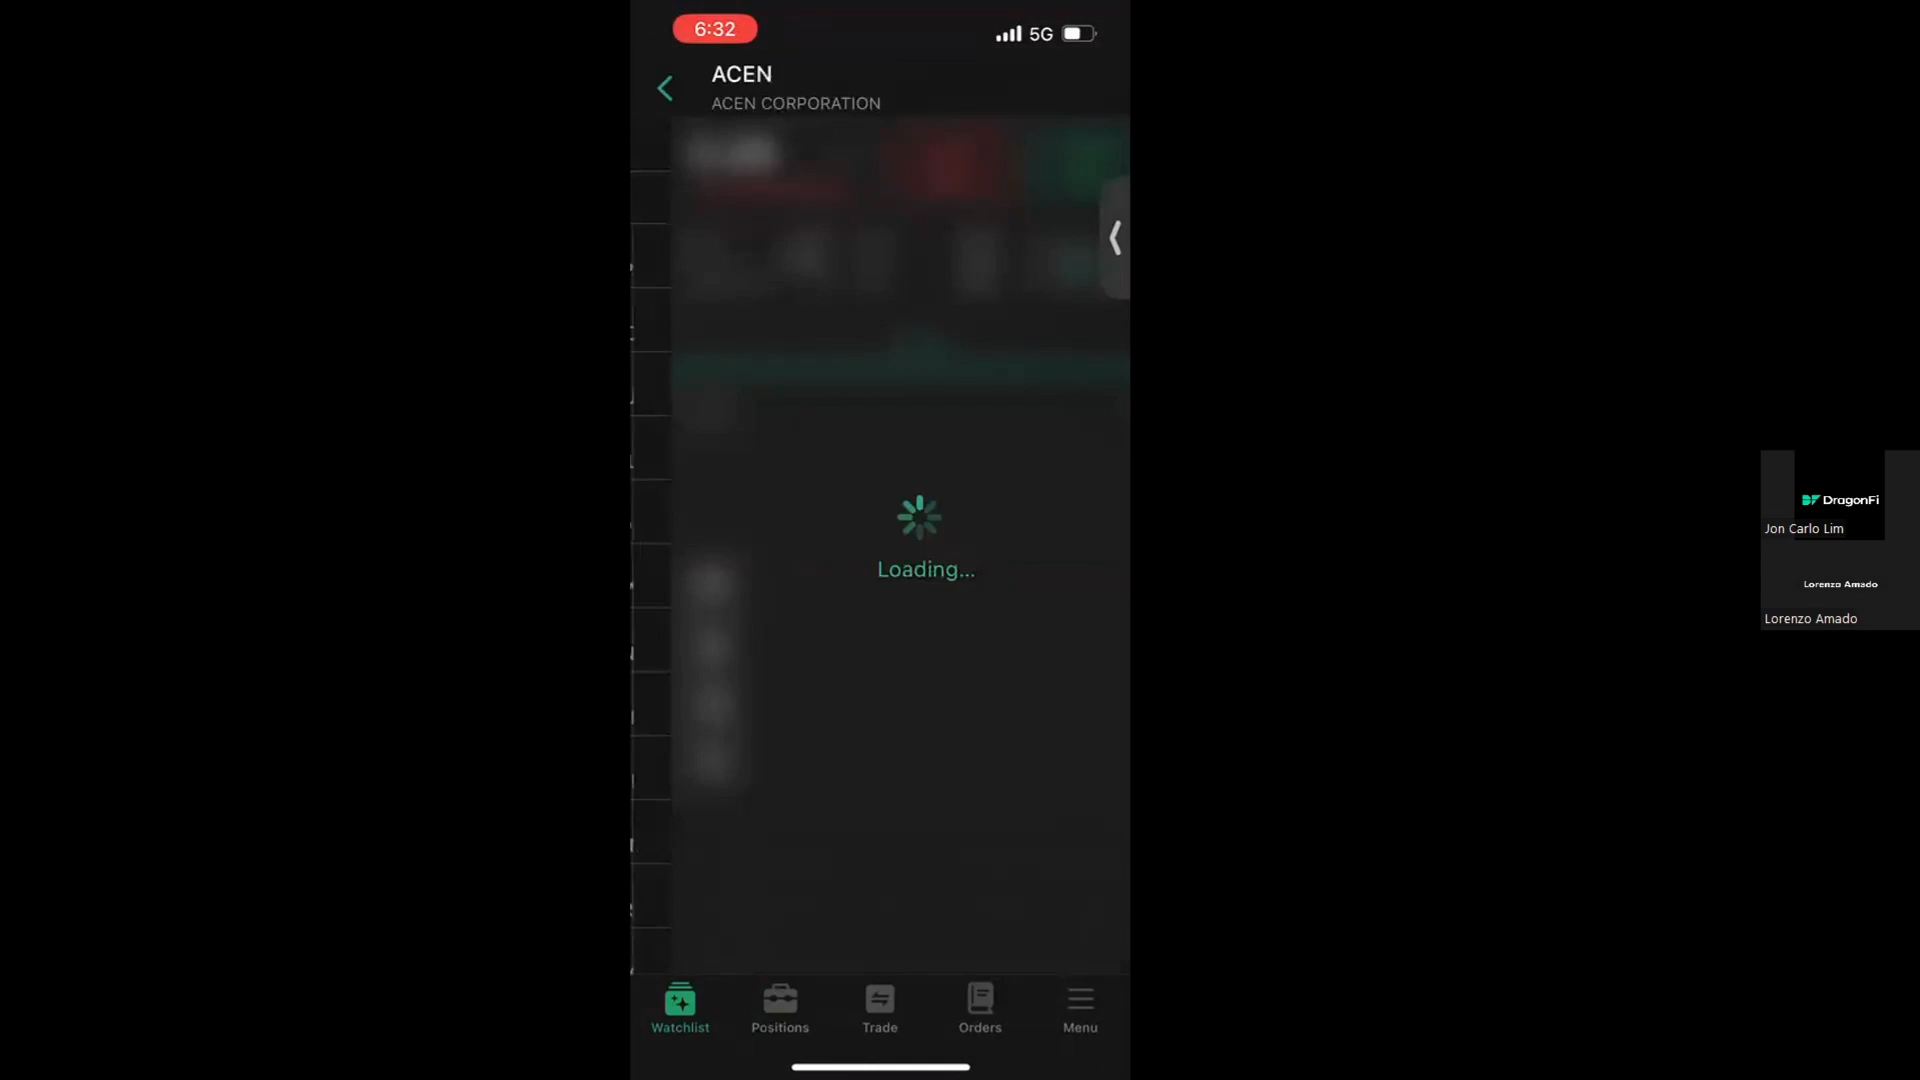 6:32
5G
ACEN
ACEN CORPORATION
Loading...
Watchlist
Positions
Trade
Orders
Menu
DragonFi
Jon Carlo Lim
Lorenzo Amado
Lorenzo Amado